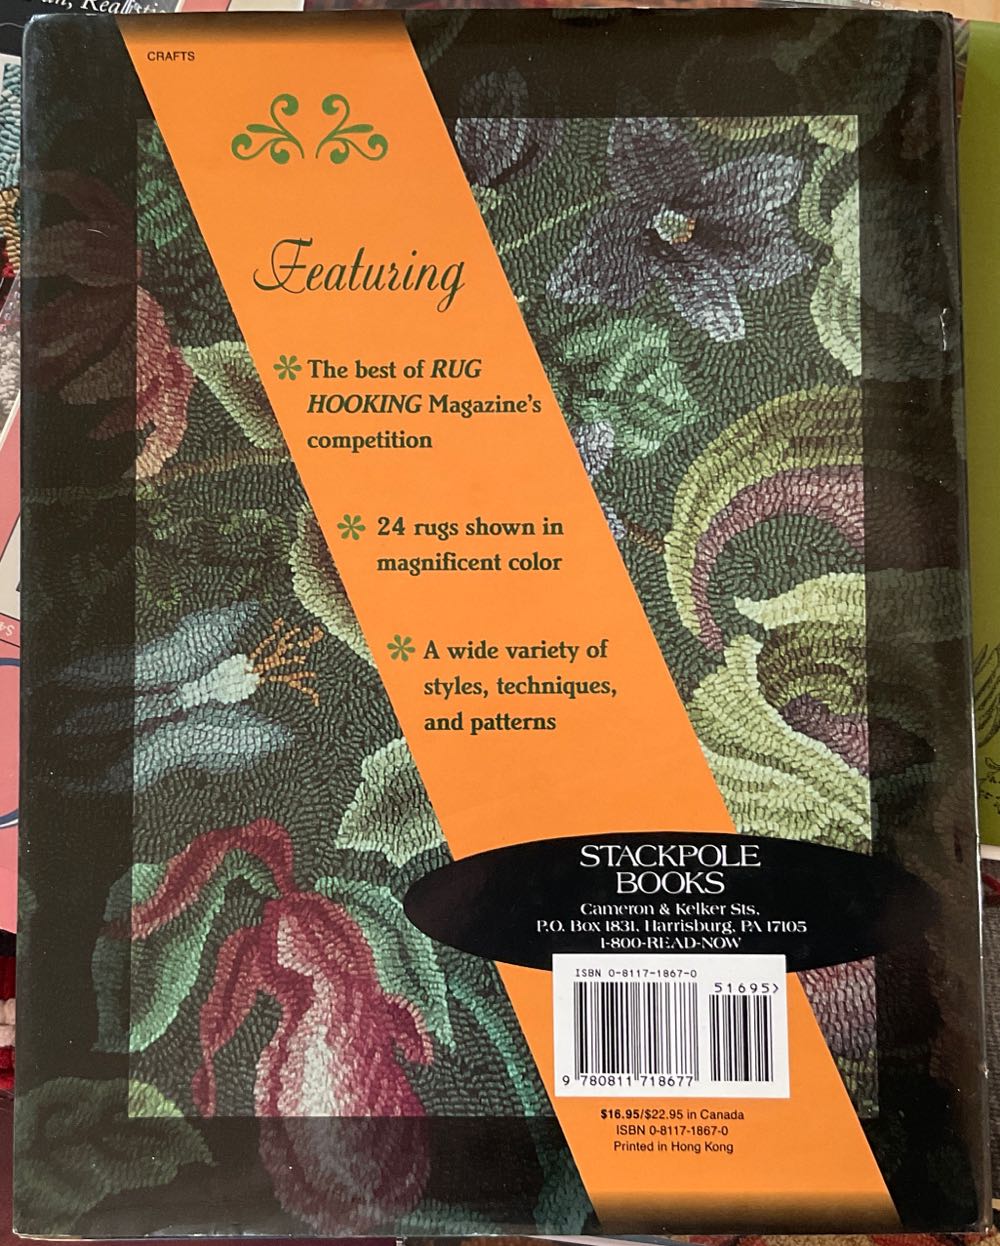 CRAFTS
Featuring
The best of RUG
HOOKING Magazine's
competition
24 rugs shown in
magnificent color
A wide variety of
styles, techniques,
and patterns
STACKPOLE
BOOKS
Cameron & Kelker Sts.
P.O. Box 1831, Harrisburg, PA 17105
1-800-READ-NOW
ISBN 0-8117-1867-0
51695>
9 780811 718677
$16.95/$22.95 in Canada
ISBN 0-8117-1867-0
Printed in Hong Kong